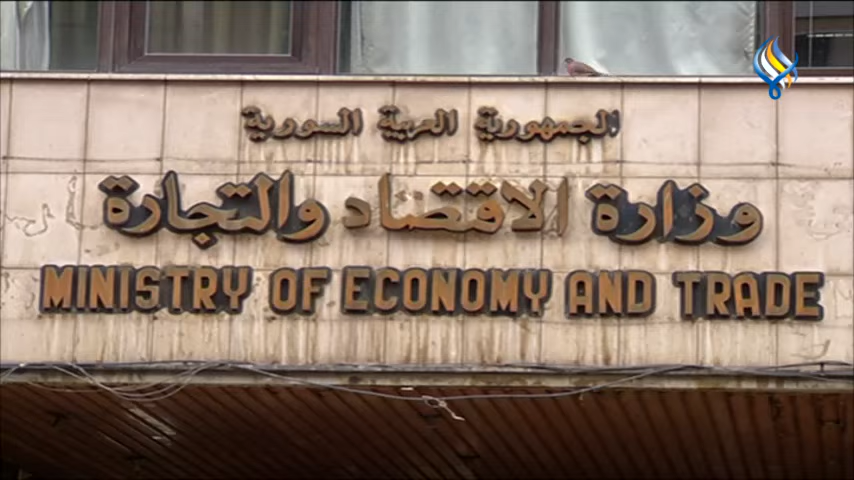 الجمهورية العربية السورية
وزارة الاقتصاد والتجارة
MINISTRY OF ECONOMY AND TRADE